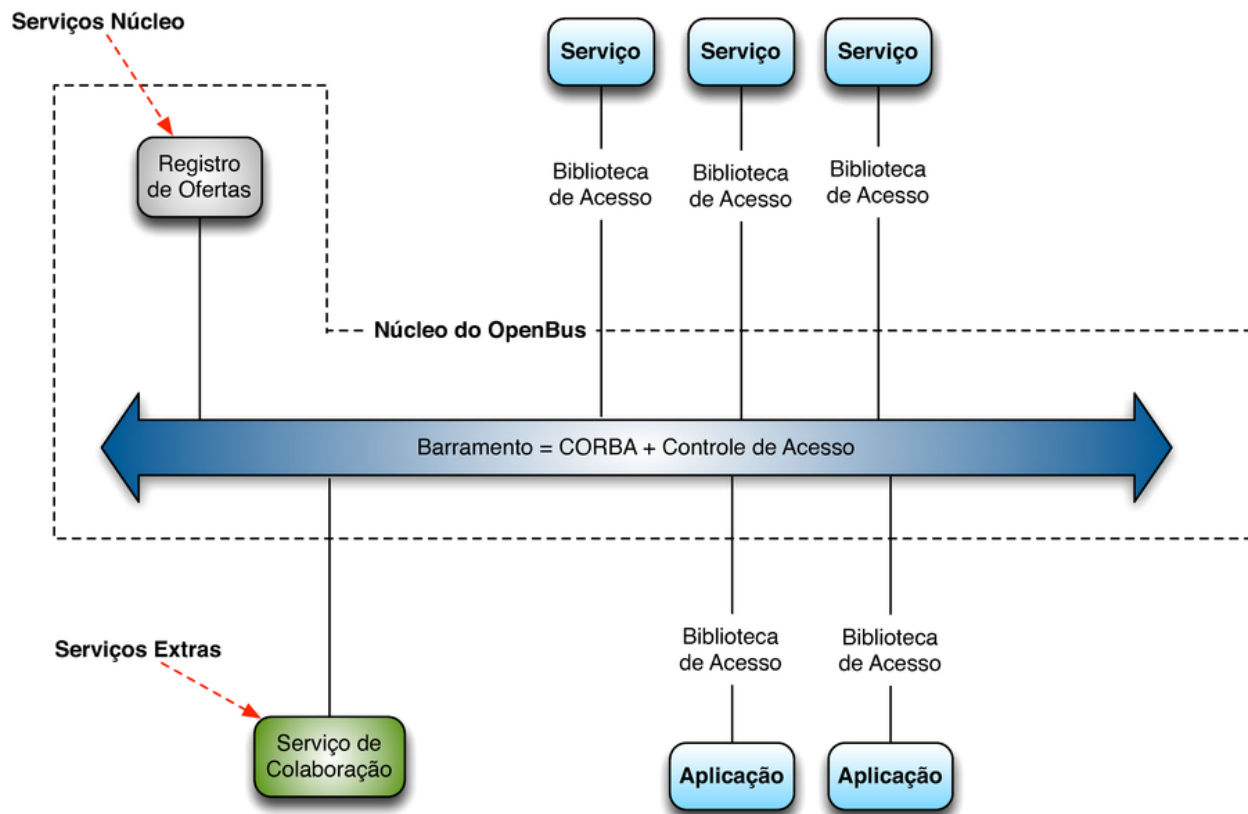 Serviços Núcleo
Serviço
Serviço
Serviço
Registro
de Ofertas
Biblioteca
de Acesso
Biblioteca
de Acesso
Biblioteca
de Acesso
Núcleo do OpenBus
Barramento = CORBA + Controle de Acesso
Serviços Extras
Biblioteca
de Acesso
Biblioteca
de Acesso
Serviço de
Colaboração
Aplicação
Aplicação